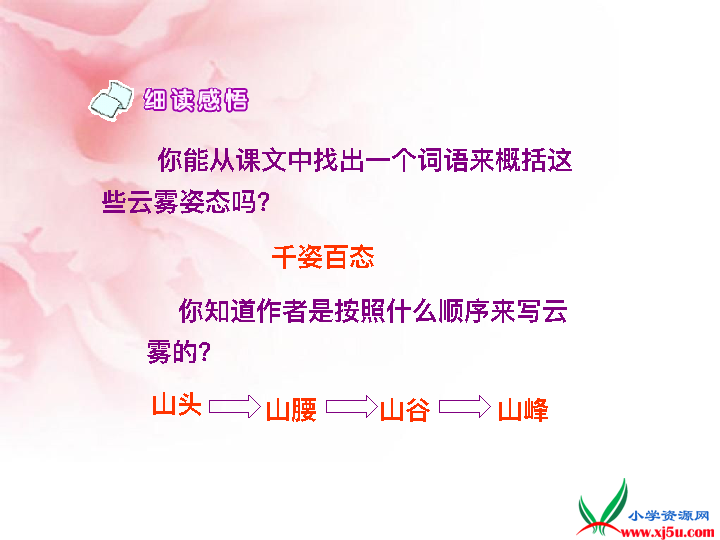 细读感悟
你能从课文中找出一个词语来概括这
些云雾姿态吗?
千姿百态
你知道作者是按照什么顺序来写云
雾的?
山头 山腰 山谷 山峰
小学资源网
www.xj5u.com